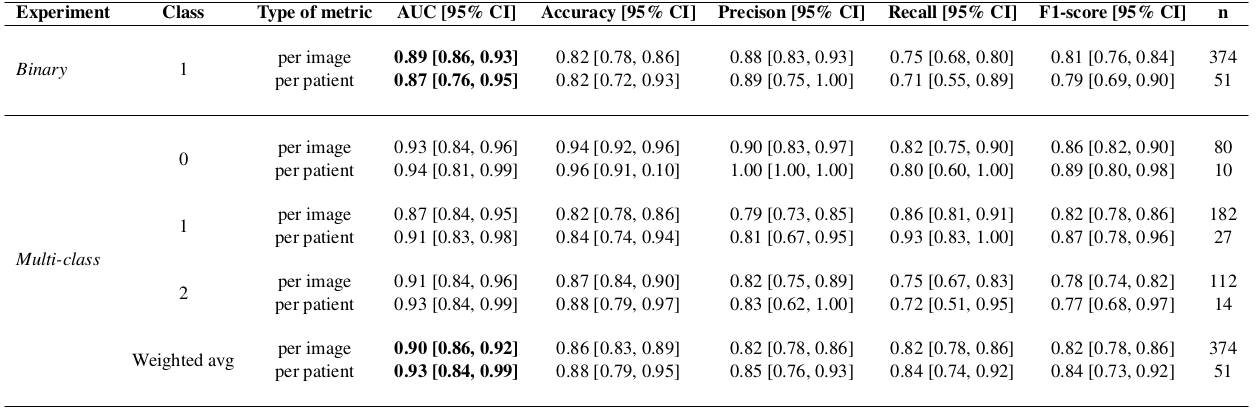 Experiment Class Type of metric AUC [95% CI] Accuracy [95% CI] Precison [95% CI] Recall [95% CI] F1-score [95% CI] n
Binary 1 per image 0.89 [0.86, 0.93] 0.82 [0.78, 0.86] 0.88 [0.83, 0.93] 0.75 [0.68, 0.80] 0.81 [0.76, 0.84] 374
per patient 0.87 [0.76, 0.95] 0.82 [0.72, 0.93] 0.89 [0.75, 1.00] 0.71 [0.55, 0.89] 0.79 [0.69, 0.90] 51
Multi-class 0 per image 0.93 [0.84, 0.96] 0.94 [0.92, 0.96] 0.90 [0.83, 0.97] 0.82 [0.75, 0.90] 0.86 [0.82, 0.90] 80
per patient 0.94 [0.81, 0.99] 0.96 [0.91, 0.10] 1.00 [1.00, 1.00] 0.80 [0.60, 1.00] 0.89 [0.80, 0.98] 10
1 per image 0.87 [0.84, 0.95] 0.82 [0.78, 0.86] 0.79 [0.73, 0.85] 0.86 [0.81, 0.91] 0.82 [0.78, 0.86] 182
per patient 0.91 [0.83, 0.98] 0.84 [0.74, 0.94] 0.81 [0.67, 0.95] 0.93 [0.83, 1.00] 0.87 [0.78, 0.96] 27
2 per image 0.91 [0.84, 0.96] 0.87 [0.84, 0.90] 0.82 [0.75, 0.89] 0.75 [0.67, 0.83] 0.78 [0.74, 0.82] 112
per patient 0.93 [0.84, 0.99] 0.88 [0.79, 0.97] 0.83 [0.62, 1.00] 0.72 [0.51, 0.95] 0.77 [0.68, 0.97] 14
Weighted avg per image 0.90 [0.86, 0.92] 0.86 [0.83, 0.89] 0.82 [0.78, 0.86] 0.82 [0.78, 0.86] 0.82 [0.78, 0.86] 374
per patient 0.93 [0.84, 0.99] 0.88 [0.79, 0.95] 0.85 [0.76, 0.93] 0.84 [0.74, 0.92] 0.84 [0.73, 0.92] 51